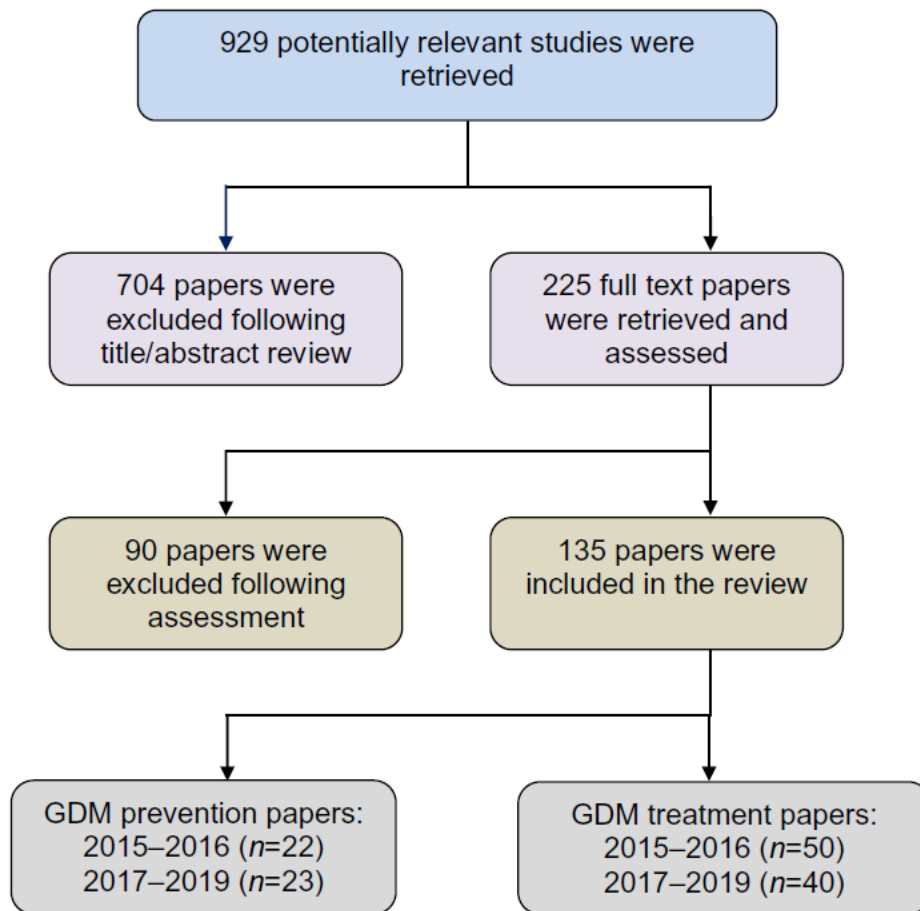 929 potentially relevant studies were
retrieved
704 papers were
excluded following
title/abstract review
225 full text papers
were retrieved and
assessed
90 papers were
excluded following
assessment
135 papers were
included in the review
GDM prevention papers:
2015–2016 (n=22)
2017–2019 (n=23)
GDM treatment papers:
2015–2016 (n=50)
2017–2019 (n=40)